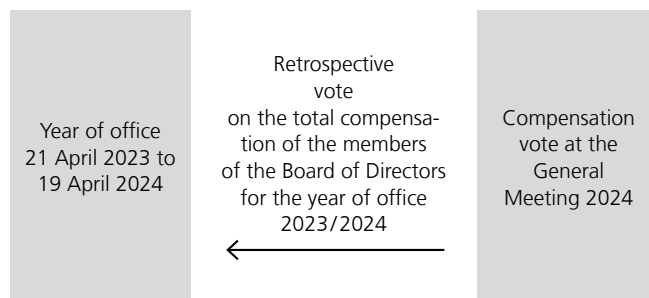 Year of office
21 April 2023 to
19 April 2024
Retrospective
vote
on the total compensa-
tion of the members
of the Board of Directors
for the year of office
2023/2024
Compensation
vote at the
General
Meeting 2024